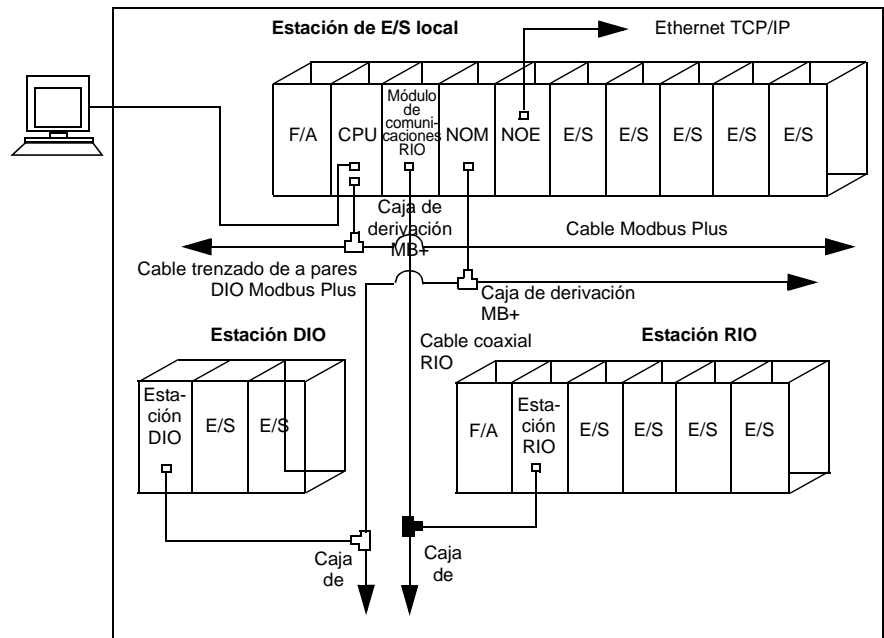 Estación de E/S local
Ethernet TCP/IP
F/A
CPU
Módulo
de
comuni-
caciones
RIO
NOM
NOE
E/S
E/S
E/S
E/S
E/S
Caja de
derivación
MB+
Cable Modbus Plus
Cable trenzado de a pares
DIO Modbus Plus
Caja de derivación
MB+
Estación DIO
Cable coaxial
RIO
Estación RIO
Esta-
ción
DIO
E/S
E/S
F/A
Esta-
ción
RIO
E/S
E/S
E/S
E/S
Caja
de
Caja
de